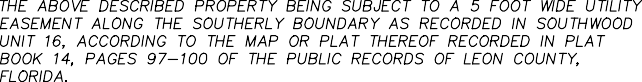 THE ABOVE DESCRIBED PROPERTY BEING SUBJECT TO A 5 FOOT WIDE UTILITY
EASEMENT ALONG THE SOUTHERLY BOUNDARY AS RECORDED IN SOUTHWOOD
UNIT 16, ACCORDING TO THE MAP OR PLAT THEREOF RECORDED IN PLAT
BOOK 14, PAGES 97–100 OF THE PUBLIC RECORDS OF LEON COUNTY,
FLORIDA.